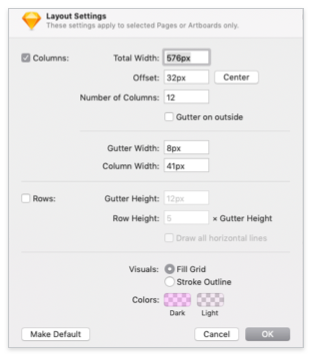 Layout Settings
These settings apply to selected Pages or Artboards only.
Columns: Total Width: 576px
Offset: 32px Center
Number of Columns: 12
Gutter on outside
Gutter Width: 8px
Column Width: 41px
Rows: Gutter Height: 12px
Row Height: 5 × Gutter Height
Draw all horizontal lines
Visuals: Fill Grid
Stroke Outline
Colors:
Dark Light
Make Default Cancel OK